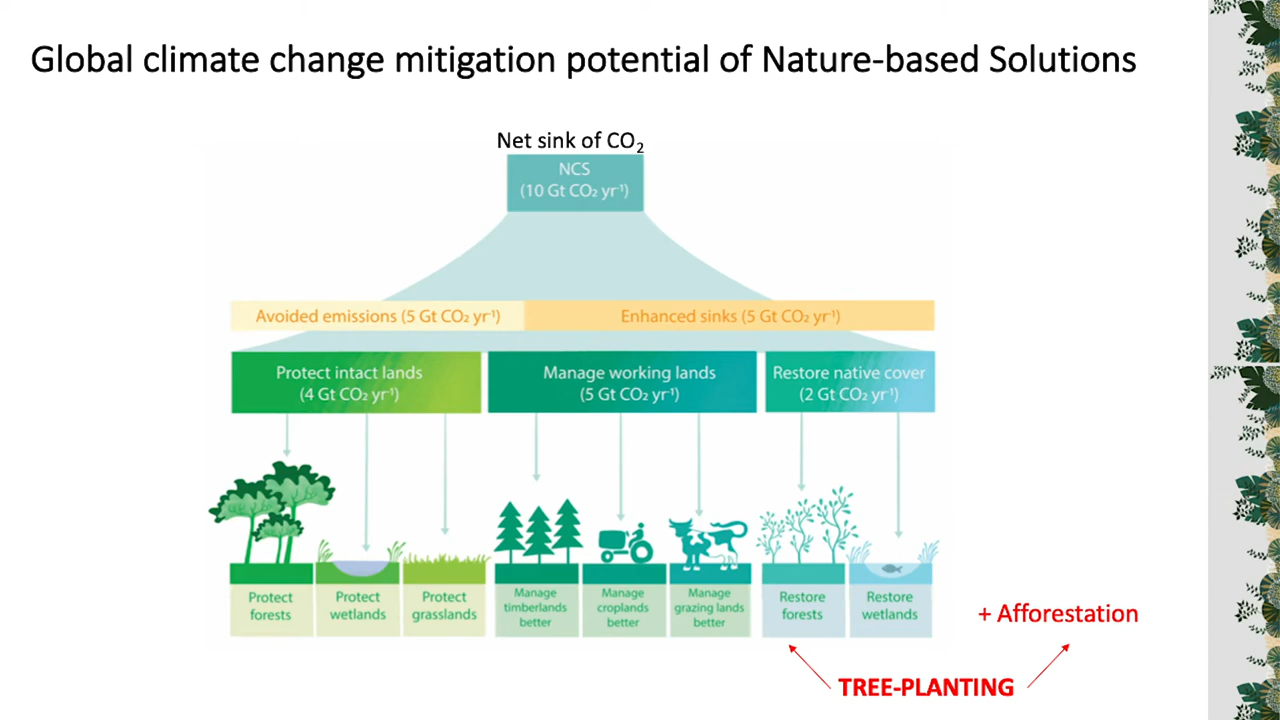 Global climate change mitigation potential of Nature-based Solutions
Net sink of CO₂
NCS
(10 Gt CO₂ yr⁻¹)
Avoided emissions (5 Gt CO₂ yr⁻¹)
Enhanced sinks (5 Gt CO₂ yr⁻¹)
Protect intact lands
(4 Gt CO₂ yr⁻¹)
Manage working lands
(5 Gt CO₂ yr⁻¹)
Restore native cover
(2 Gt CO₂ yr⁻¹)
Protect
forests
Protect
wetlands
Protect
grasslands
Manage
timberlands
better
Manage
croplands
better
Manage
grazing lands
better
Restore
forests
Restore
wetlands
+ Afforestation
TREE-PLANTING